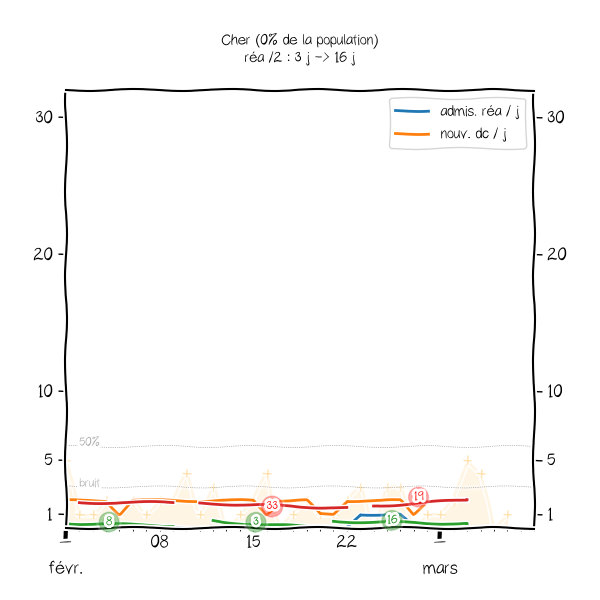 Cher (0% de la population)
réa /2 : 3 j -> 16 j
admis. réa / j
nouv. dc / j
30
30
20
20
10
10
50%
5
5
bruit
19
33
8
3
16
1
1
08
15
22
févr.
mars